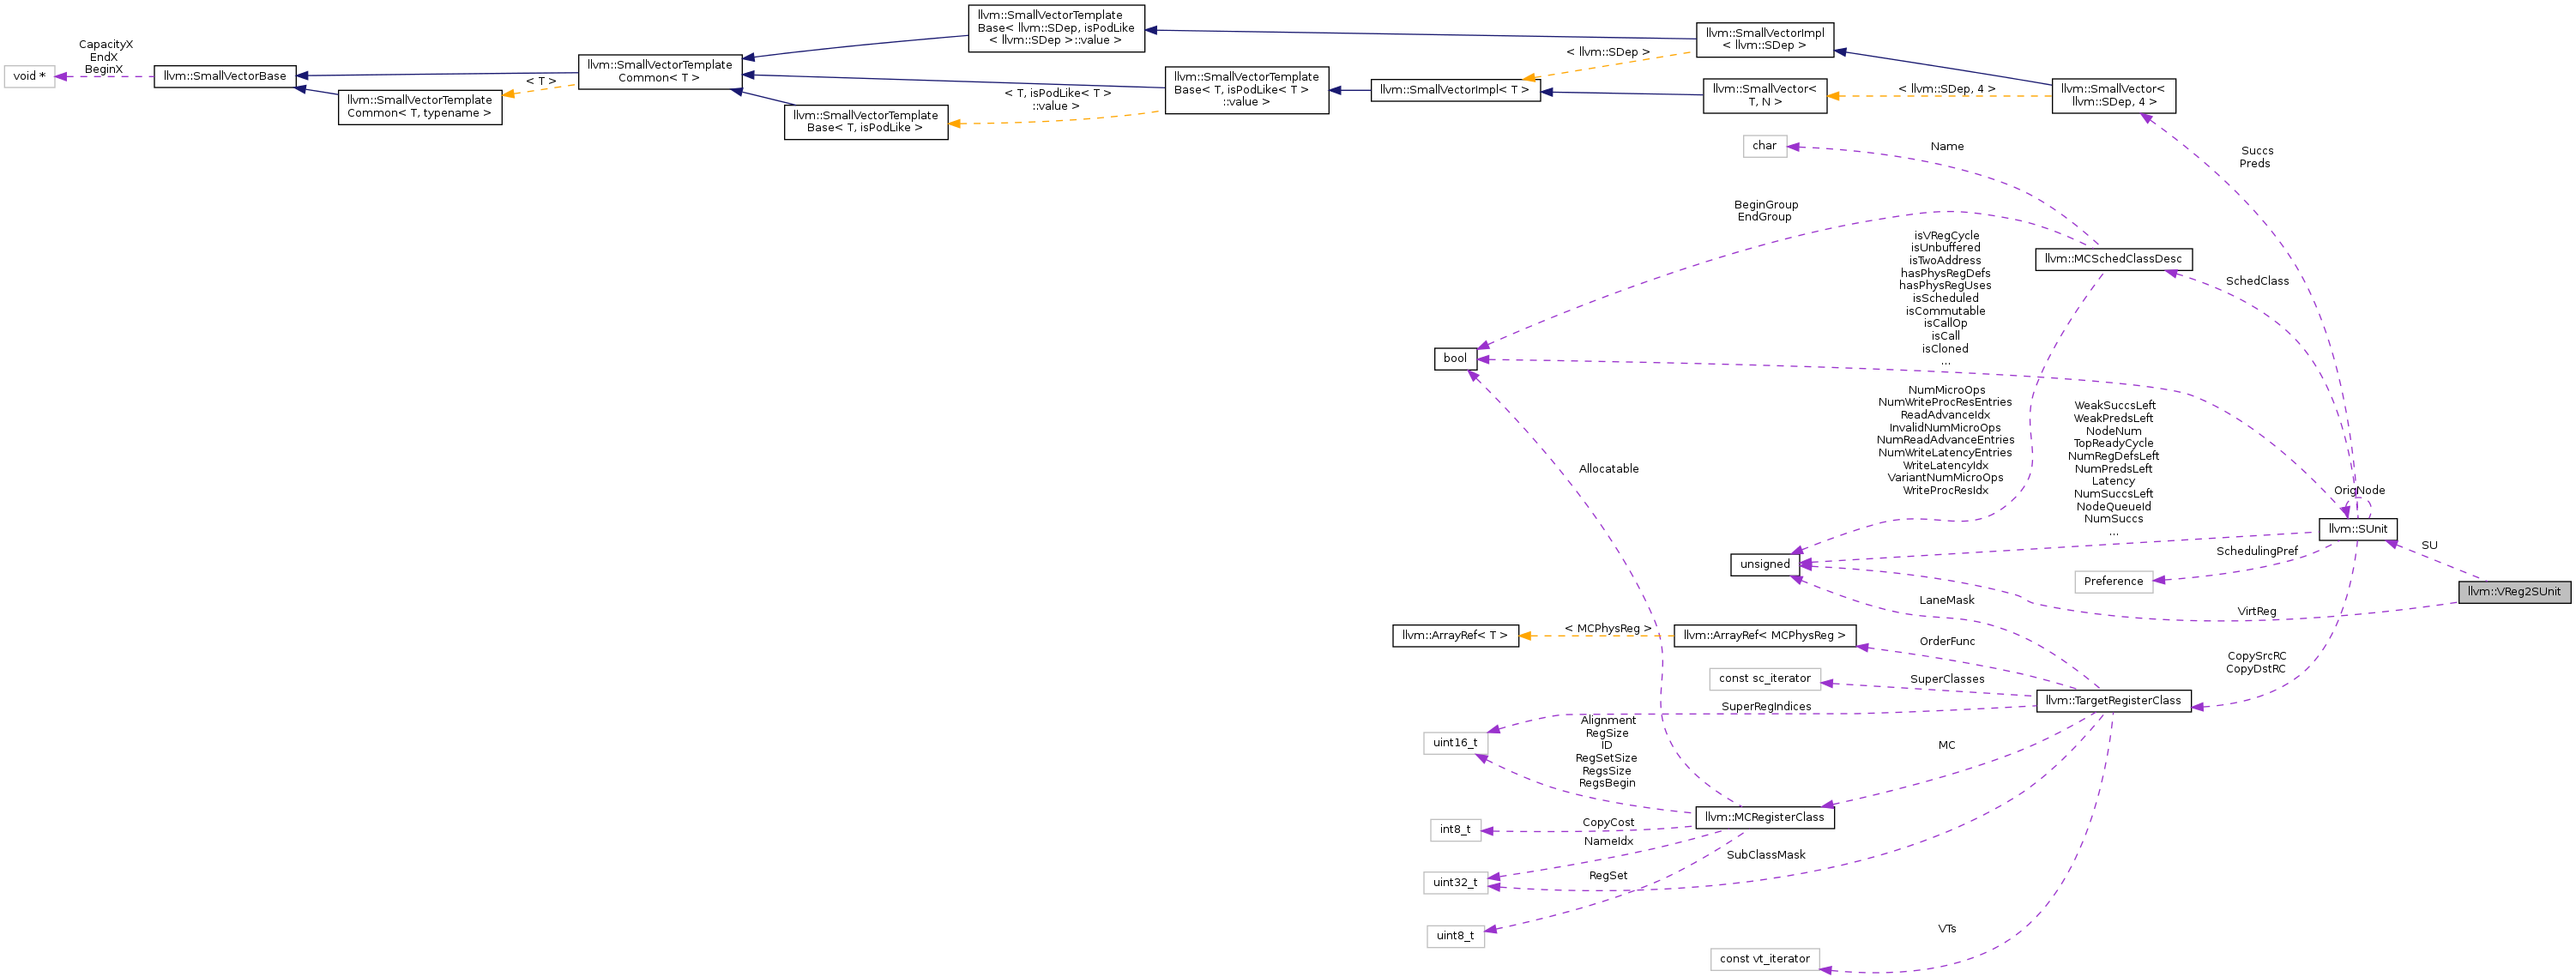 llvm::SmallVectorTemplate
Base< llvm::SDep, isPodLike
< llvm::SDep >::value >
llvm::SmallVectorImpl
< llvm::SDep >
CapacityX
EndX
BeginX
void *
llvm::SmallVectorBase
llvm::SmallVectorTemplate
Common< T >
< T >
llvm::SmallVectorTemplate
Common< T, typename >
llvm::SmallVectorTemplate
Base< T, isPodLike >
< T, isPodLike< T >
::value >
llvm::SmallVectorTemplate
Base< T, isPodLike< T >
::value >
llvm::SmallVectorImpl< T >
< llvm::SDep >
llvm::SmallVector<
T, N >
< llvm::SDep, 4 >
llvm::SmallVector<
llvm::SDep, 4 >
char
Name
Succs
Preds
BeginGroup
EndGroup
llvm::MCSchedClassDesc
SchedClass
isVRegCycle
isUnbuffered
isTwoAddress
hasPhysRegDefs
hasPhysRegUses
isScheduled
isCommutable
isCallOp
isCall
isCloned
...
bool
NumMicroOps
NumWriteProcResEntries
ReadAdvanceIdx
InvalidNumMicroOps
NumReadAdvanceEntries
NumWriteLatencyEntries
WriteLatencyIdx
VariantNumMicroOps
WriteProcResIdx
WeakSuccsLeft
WeakPredsLeft
NodeNum
TopReadyCycle
NumRegDefsLeft
NumPredsLeft
Latency
NumSuccsLeft
NodeQueueId
NumSuccs
...
Allocatable
OrigNode
llvm::SUnit
SU
unsigned
SchedulingPref
Preference
llvm::VReg2SUnit
LaneMask
VirtReg
llvm::ArrayRef< T >
< MCPhysReg >
llvm::ArrayRef< MCPhysReg >
OrderFunc
CopySrcRC
CopyDstRC
const sc_iterator
SuperClasses
llvm::TargetRegisterClass
SuperRegIndices
uint16_t
Alignment
RegSize
ID
RegSetSize
RegsSize
RegsBegin
MC
llvm::MCRegisterClass
int8_t
CopyCost
NameIdx
SubClassMask
uint32_t
RegSet
uint8_t
VTs
const vt_iterator